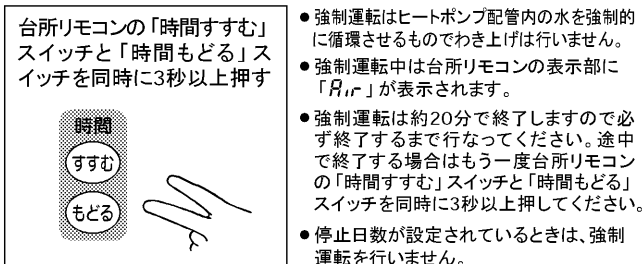 台所リモコンの「時間すすむ」
スイッチと「時間もどる」ス
イッチを同時に3秒以上押す
時間
すすむ
もどる
●強制運転はヒートポンプ配管内の水を強制的
に循環させるものでわき上げは行いません。
●強制運転中は台所リモコンの表示部に
「Air」が表示されます。
●強制運転は約20分で終了しますので必
ず終了するまで行なってください。途中
で終了する場合はもう一度台所リモコン
の「時間すすむ」スイッチと「時間もどる」
スイッチを同時に3秒以上押してください。
●停止日数が設定されているときは、強制
運転を行いません。